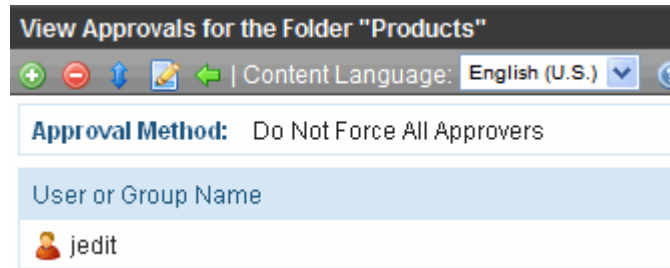 View Approvals for the Folder "Products"
| Content Language: English (U.S.)
Approval Method: Do Not Force All Approvers
User or Group Name
jedit